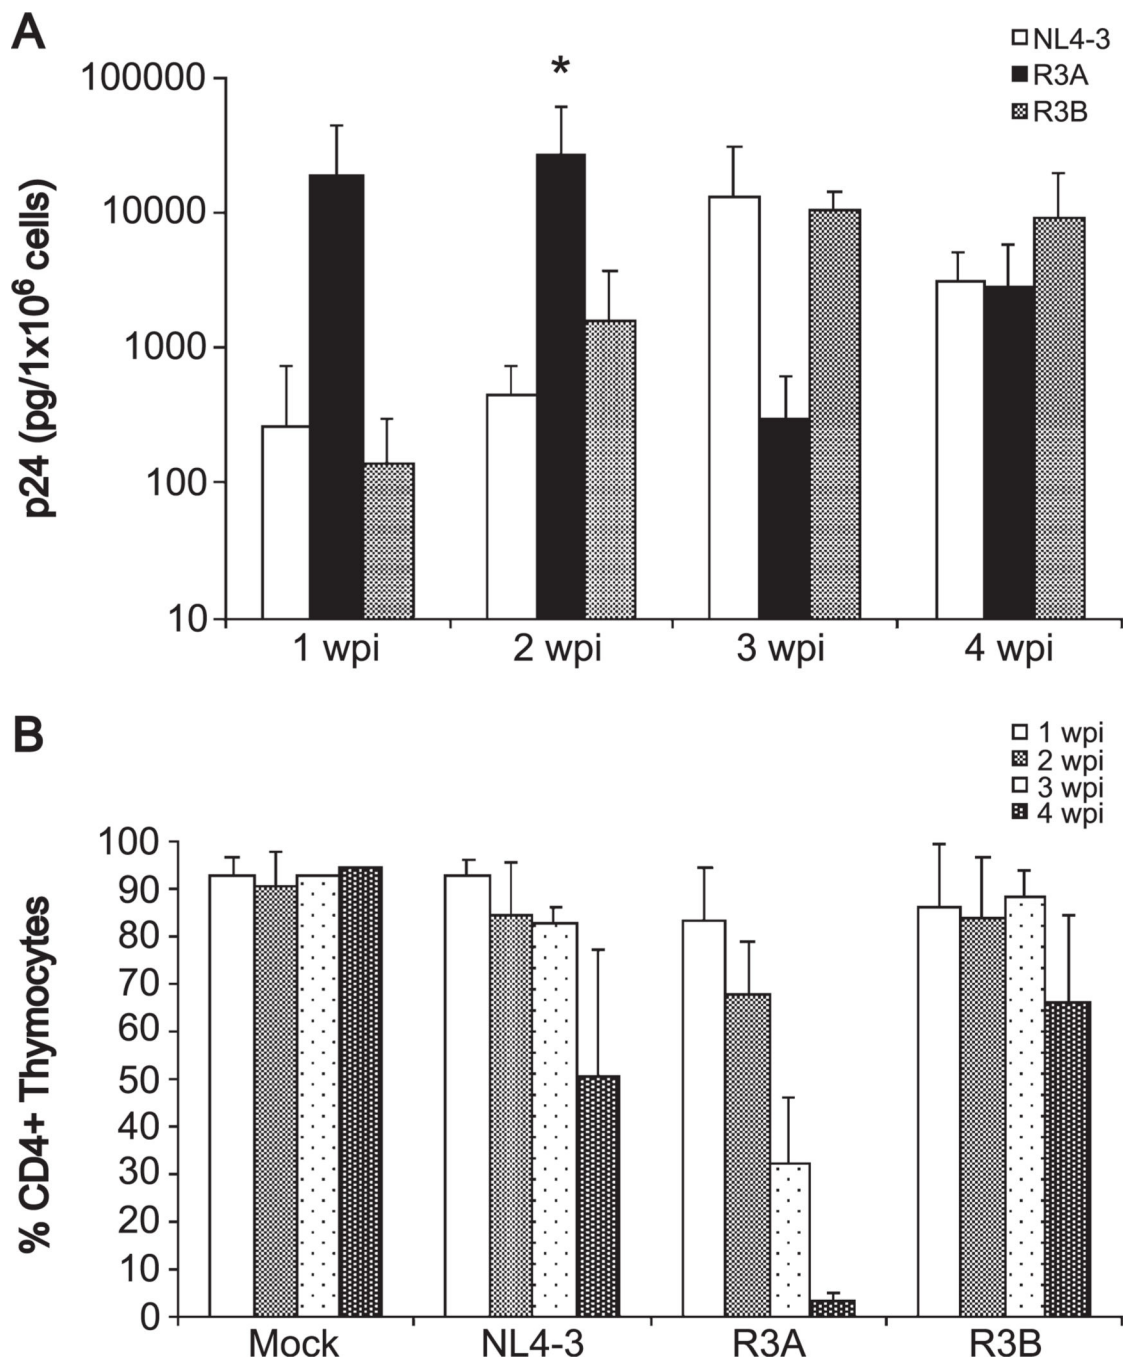 A
NL4-3
R3A
R3B
p24 (pg/1x10⁶ cells)
100000
10000
1000
100
10
*
1 wpi 2 wpi 3 wpi 4 wpi
B
1 wpi
2 wpi
3 wpi
4 wpi
% CD4+ Thymocytes
100
90
80
70
60
50
40
30
20
10
0
Mock NL4-3 R3A R3B